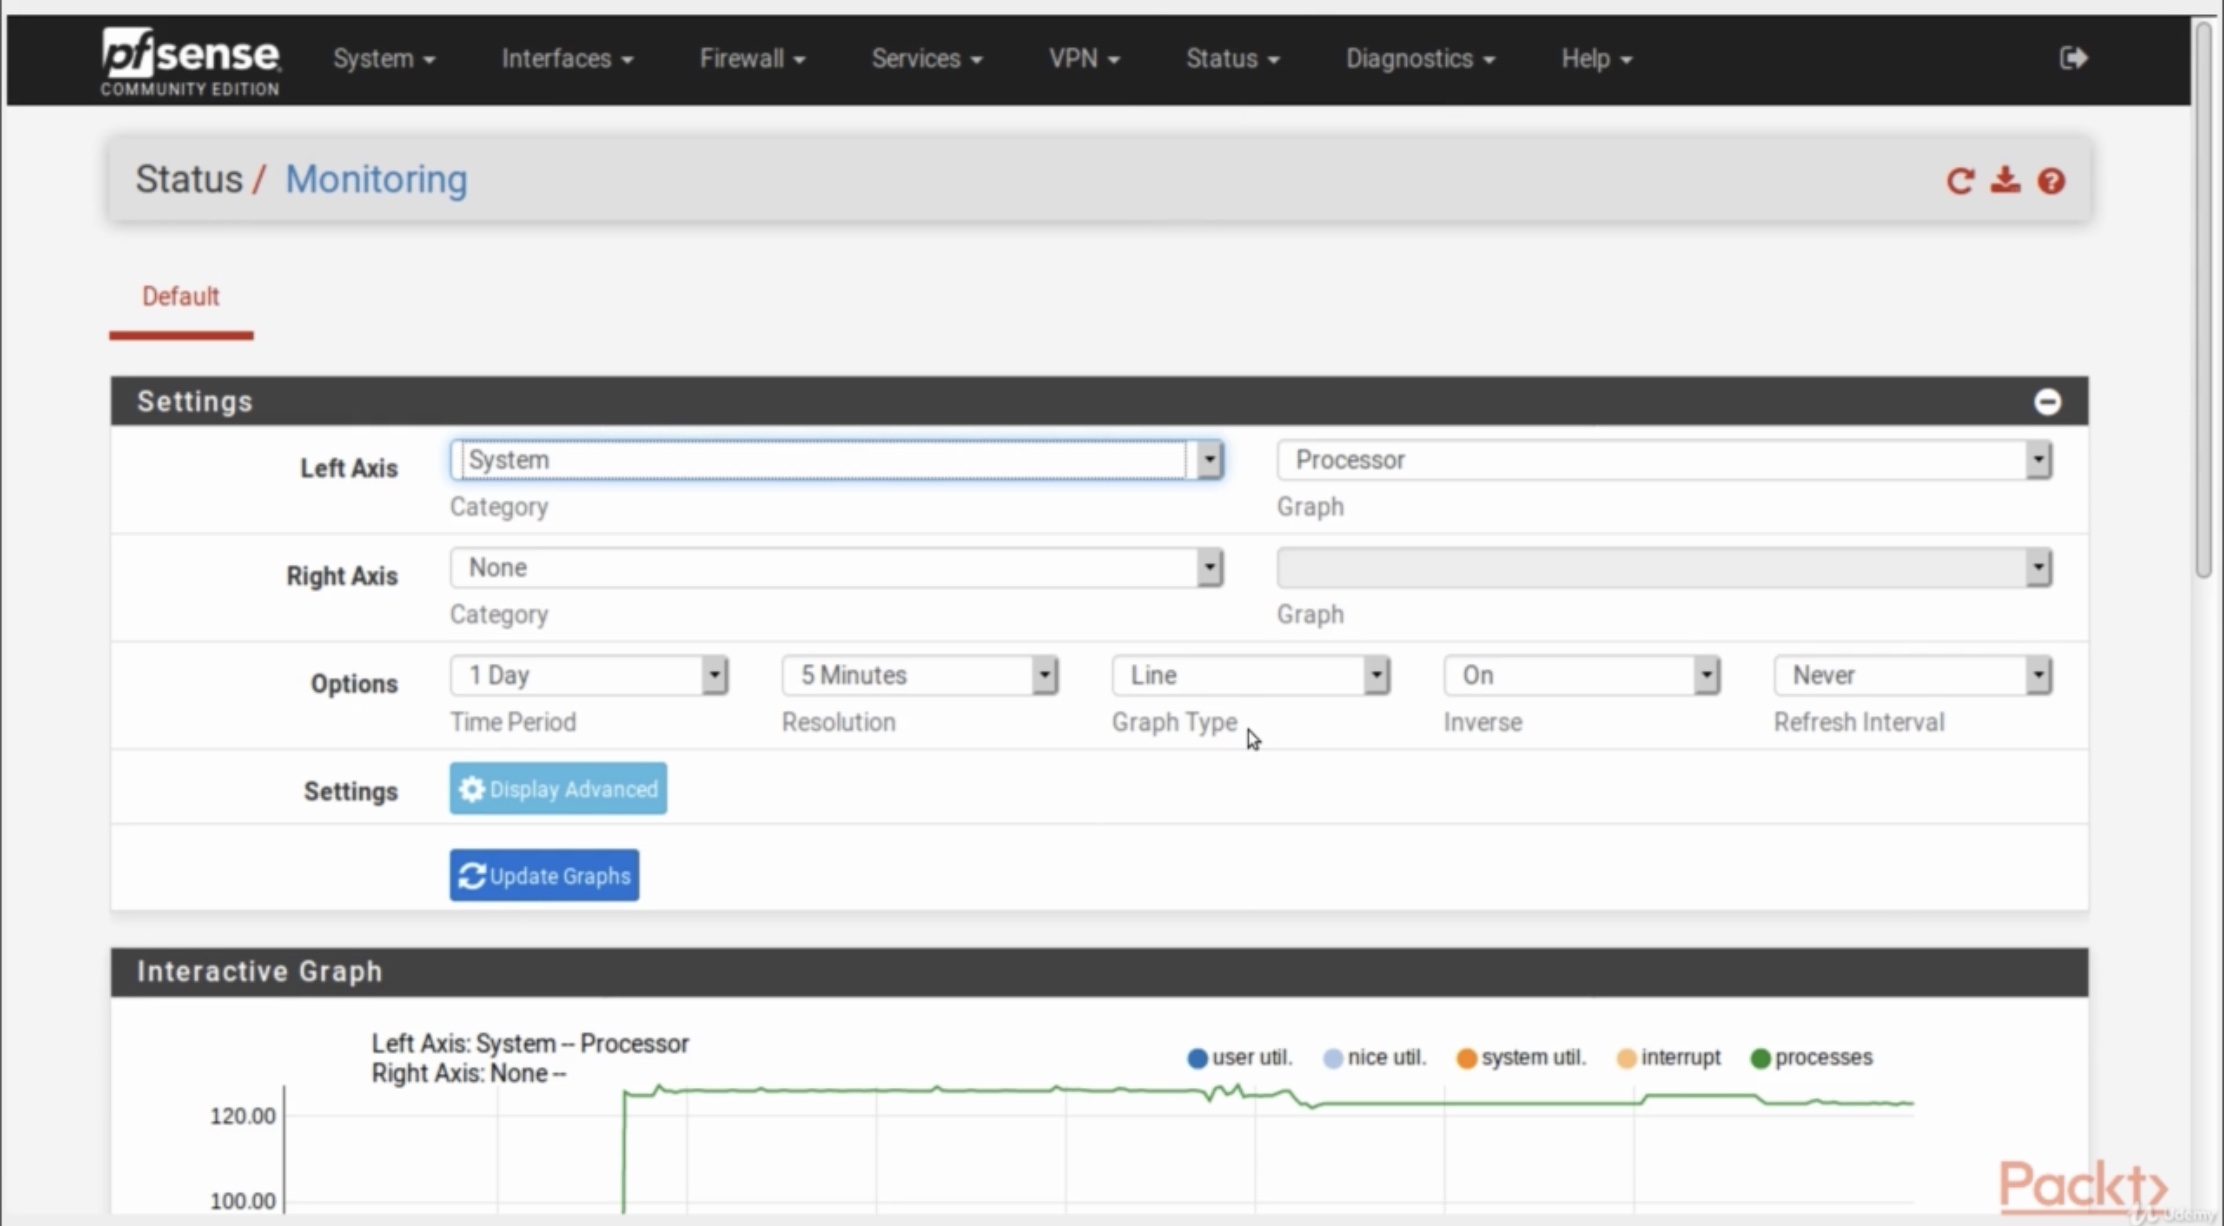 pfsense
COMMUNITY EDITION
System
Interfaces
Firewall
Services
VPN
Status
Diagnostics
Help
Status / Monitoring
?
Default
Settings
Left Axis
System
Processor
Category
Graph
Right Axis
None
Category
Graph
Options
1 Day
5 Minutes
Line
On
Never
Time Period
Resolution
Graph Type
Inverse
Refresh Interval
Settings
Display Advanced
Update Graphs
Interactive Graph
Left Axis: System -- Processor
Right Axis: None --
user util.
nice util.
system util.
interrupt
processes
120.00
100.00
Packt>
Udemy